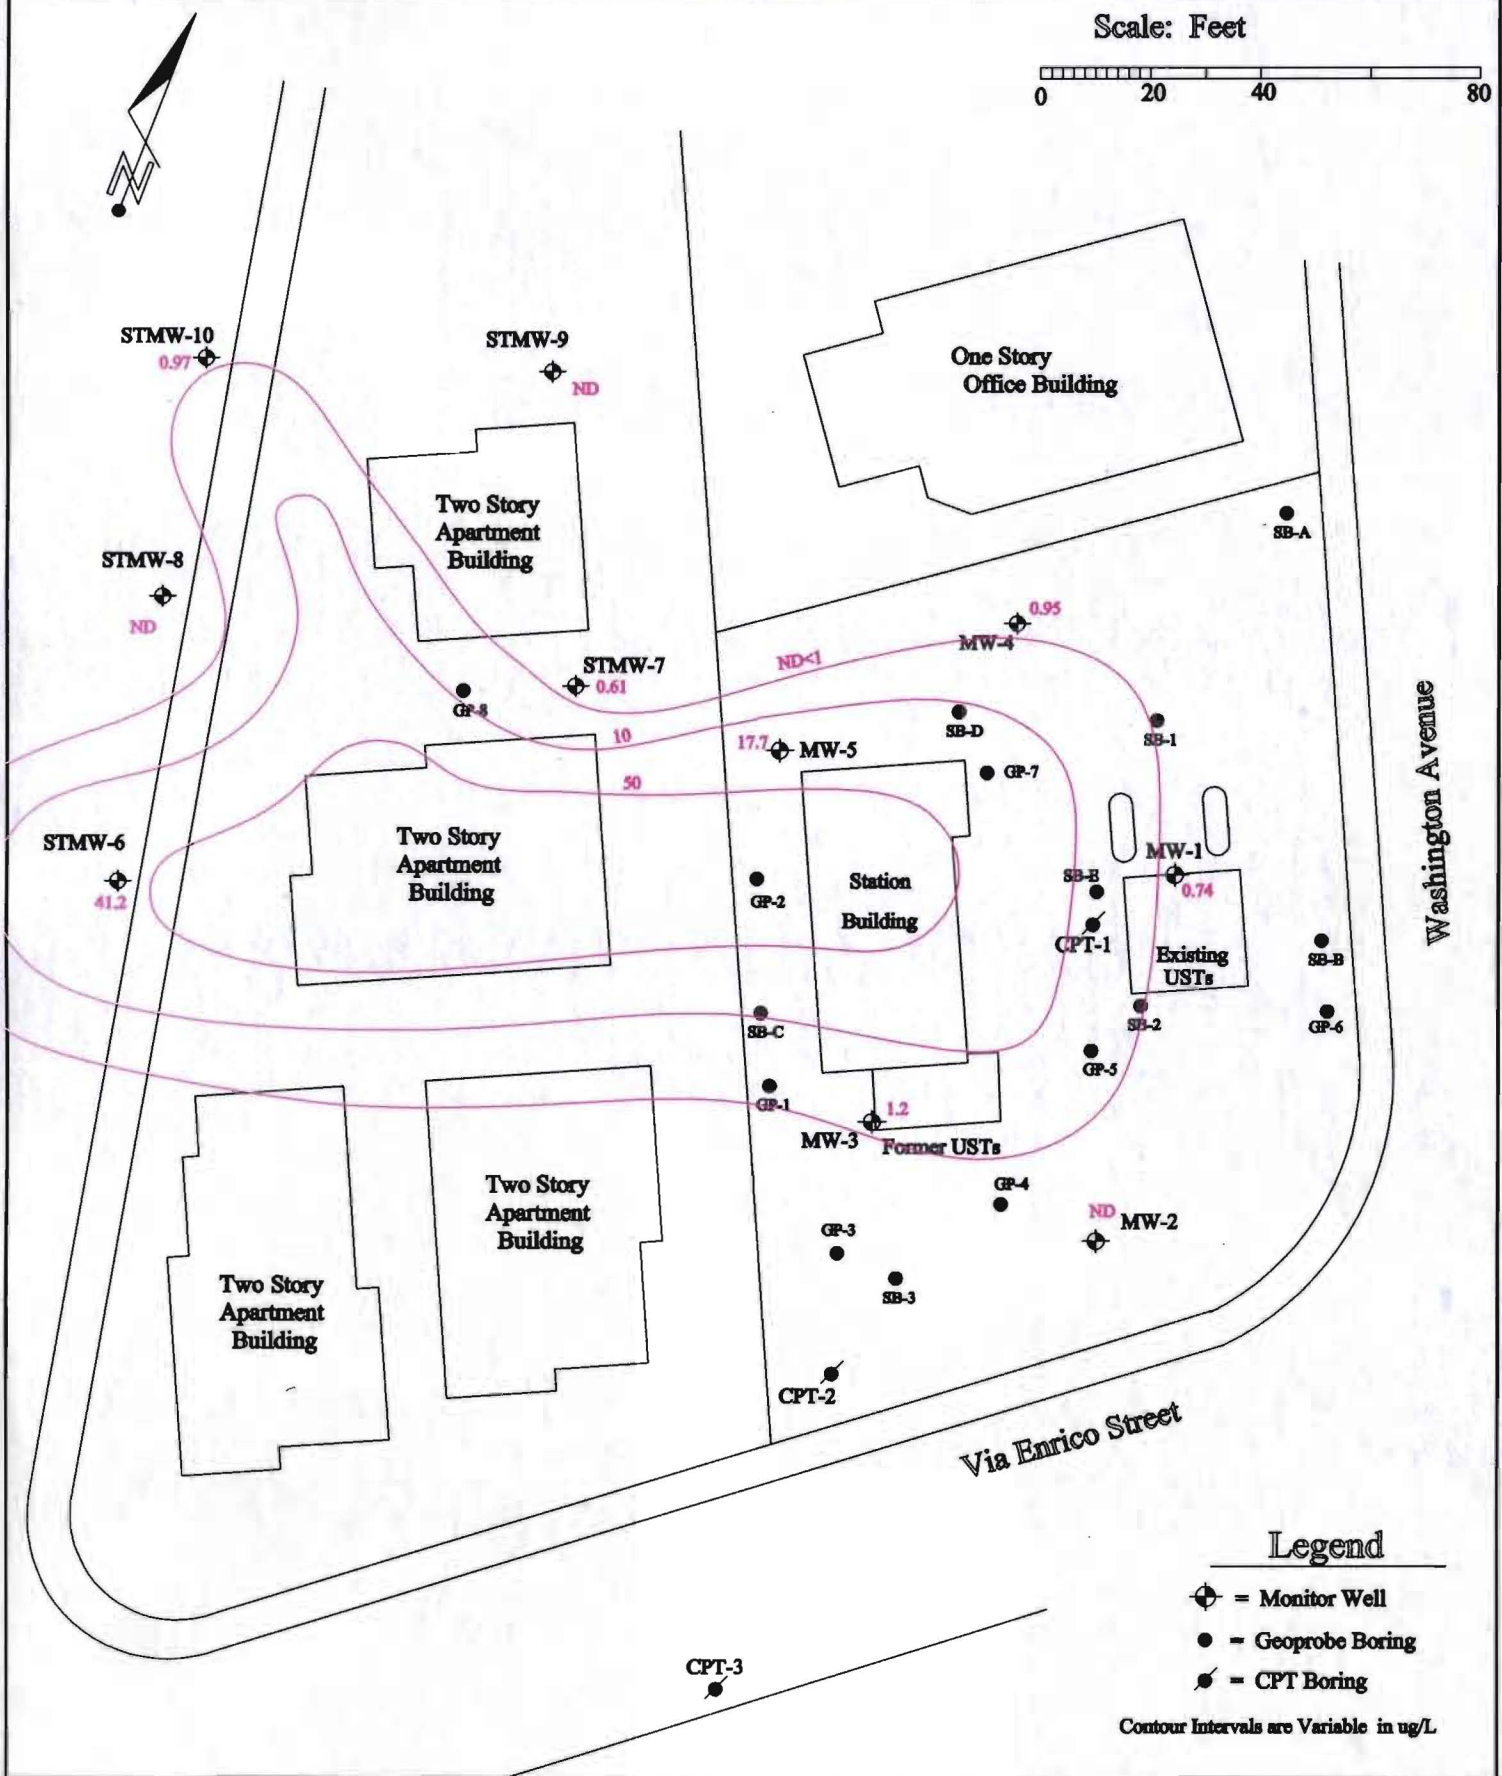 Scale: Feet
0 20 40 80
N
STMW-10
0.97
STMW-9
ND
One Story
Office Building
Two Story
Apartment
Building
SB-A
STMW-8
ND
0.95
MW-4
ND<1
STMW-7
0.61
GP-8
10
17.7
MW-5
SB-D
SB-1
GP-7
50
Washington Avenue
STMW-6
41.2
Two Story
Apartment
Building
GP-2
Station
Building
MW-1
0.74
SB-E
CPT-1
Existing
USTs
SB-B
GP-6
SB-C
SB-2
GP-5
GP-1
1.2
MW-3
Former USTs
GP-4
ND
MW-2
GP-3
SB-3
Two Story
Apartment
Building
Two Story
Apartment
Building
CPT-2
Via Enrico Street
CPT-3
Legend
= Monitor Well
= Geoprobe Boring
= CPT Boring
Contour Intervals are Variable in ug/L